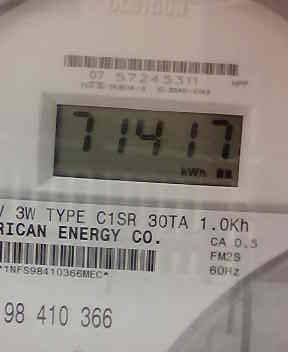 07 57245311
71417
kWh
V 3W TYPE C1SR 30TA 1.0Kh
RICAN ENERGY CO.
CA 0.5
FM2S
60Hz
*1NFS98410366MEC*
98 410 366